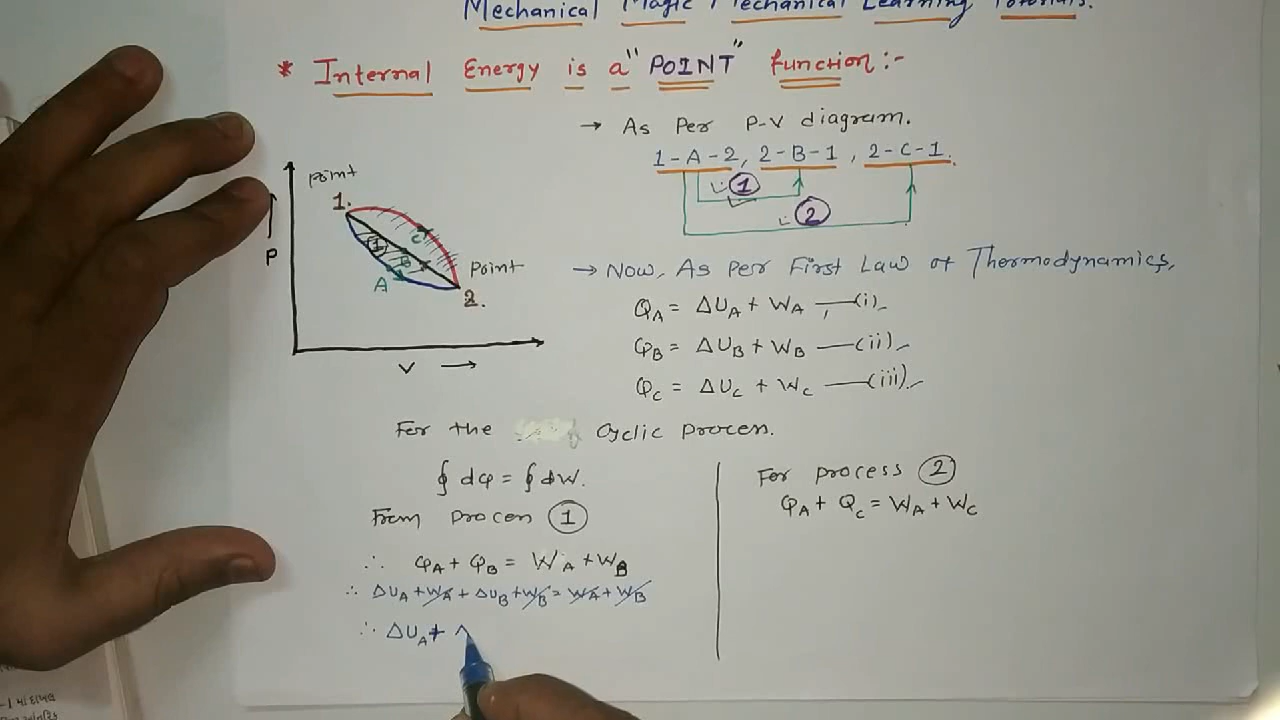 Mechanical Magic Mechanical Learning Tutorials.
* Internal Energy is a "POINT" function:-
→ As Per P-V diagram.
1-A-2, 2-B-1, 2-C-1.
∴ ①
∴ ②
Point
1.
P
(1)
C
B
A
Point
2.
V →
→ Now, As Per First Law of Thermodynamics,
QA = ΔUA + WA —(i)
QB = ΔUB + WB —(ii)
QC = ΔUC + WC —(iii)
For the Cyclic Process.
∮ dQ = ∮ dW.
From process ①
∴ QA + QB = WA + WB
∴ ΔUA + WA + ΔUB + WB = WA + WB
∴ ΔUA +
For process ②
QA + QC = WA + WC